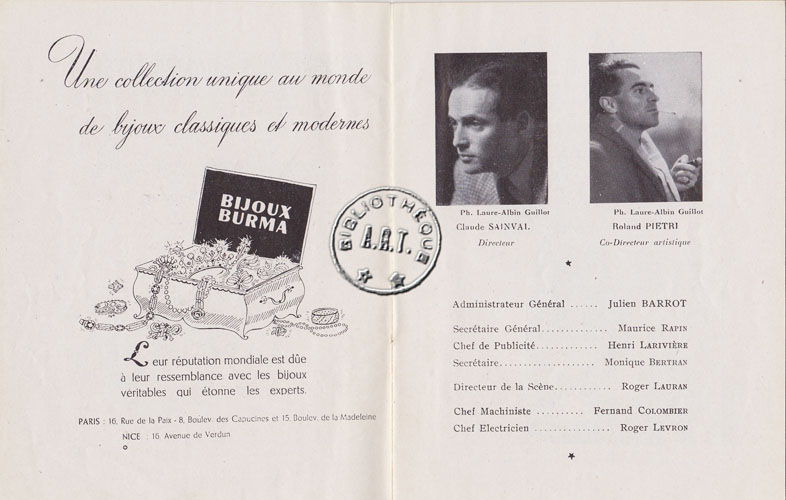 Une collection unique au monde
de bijoux classiques et modernes
BIJOUX
BURMA
Leur réputation mondiale est dûe
à leur ressemblance avec les bijoux
véritables qui étonne les experts.
PARIS : 16, Rue de la Paix - 8, Boulev. des Capucines et 15, Boulev. de la Madeleine
NICE : 16 Avenue de Verdun
BIBLIOTHÈQUE
A.R.T.
Ph. Laure-Albin Guillot
Claude SAINVAL
Directeur
Ph. Laure-Albin Guillot
Roland PIETRI
Co-Directeur artistique
Administrateur Général ...... Julien BARROT
Secrétaire Général............. Maurice RAPIN
Chef de Publicité.............. Henri LARIVIÈRE
Secrétaire..................... Monique BERTRAN
Directeur de la Scène........... Roger LAURAN
Chef Machiniste .......... Fernand COLOMBIER
Chef Electricien ................ Roger LEVRON